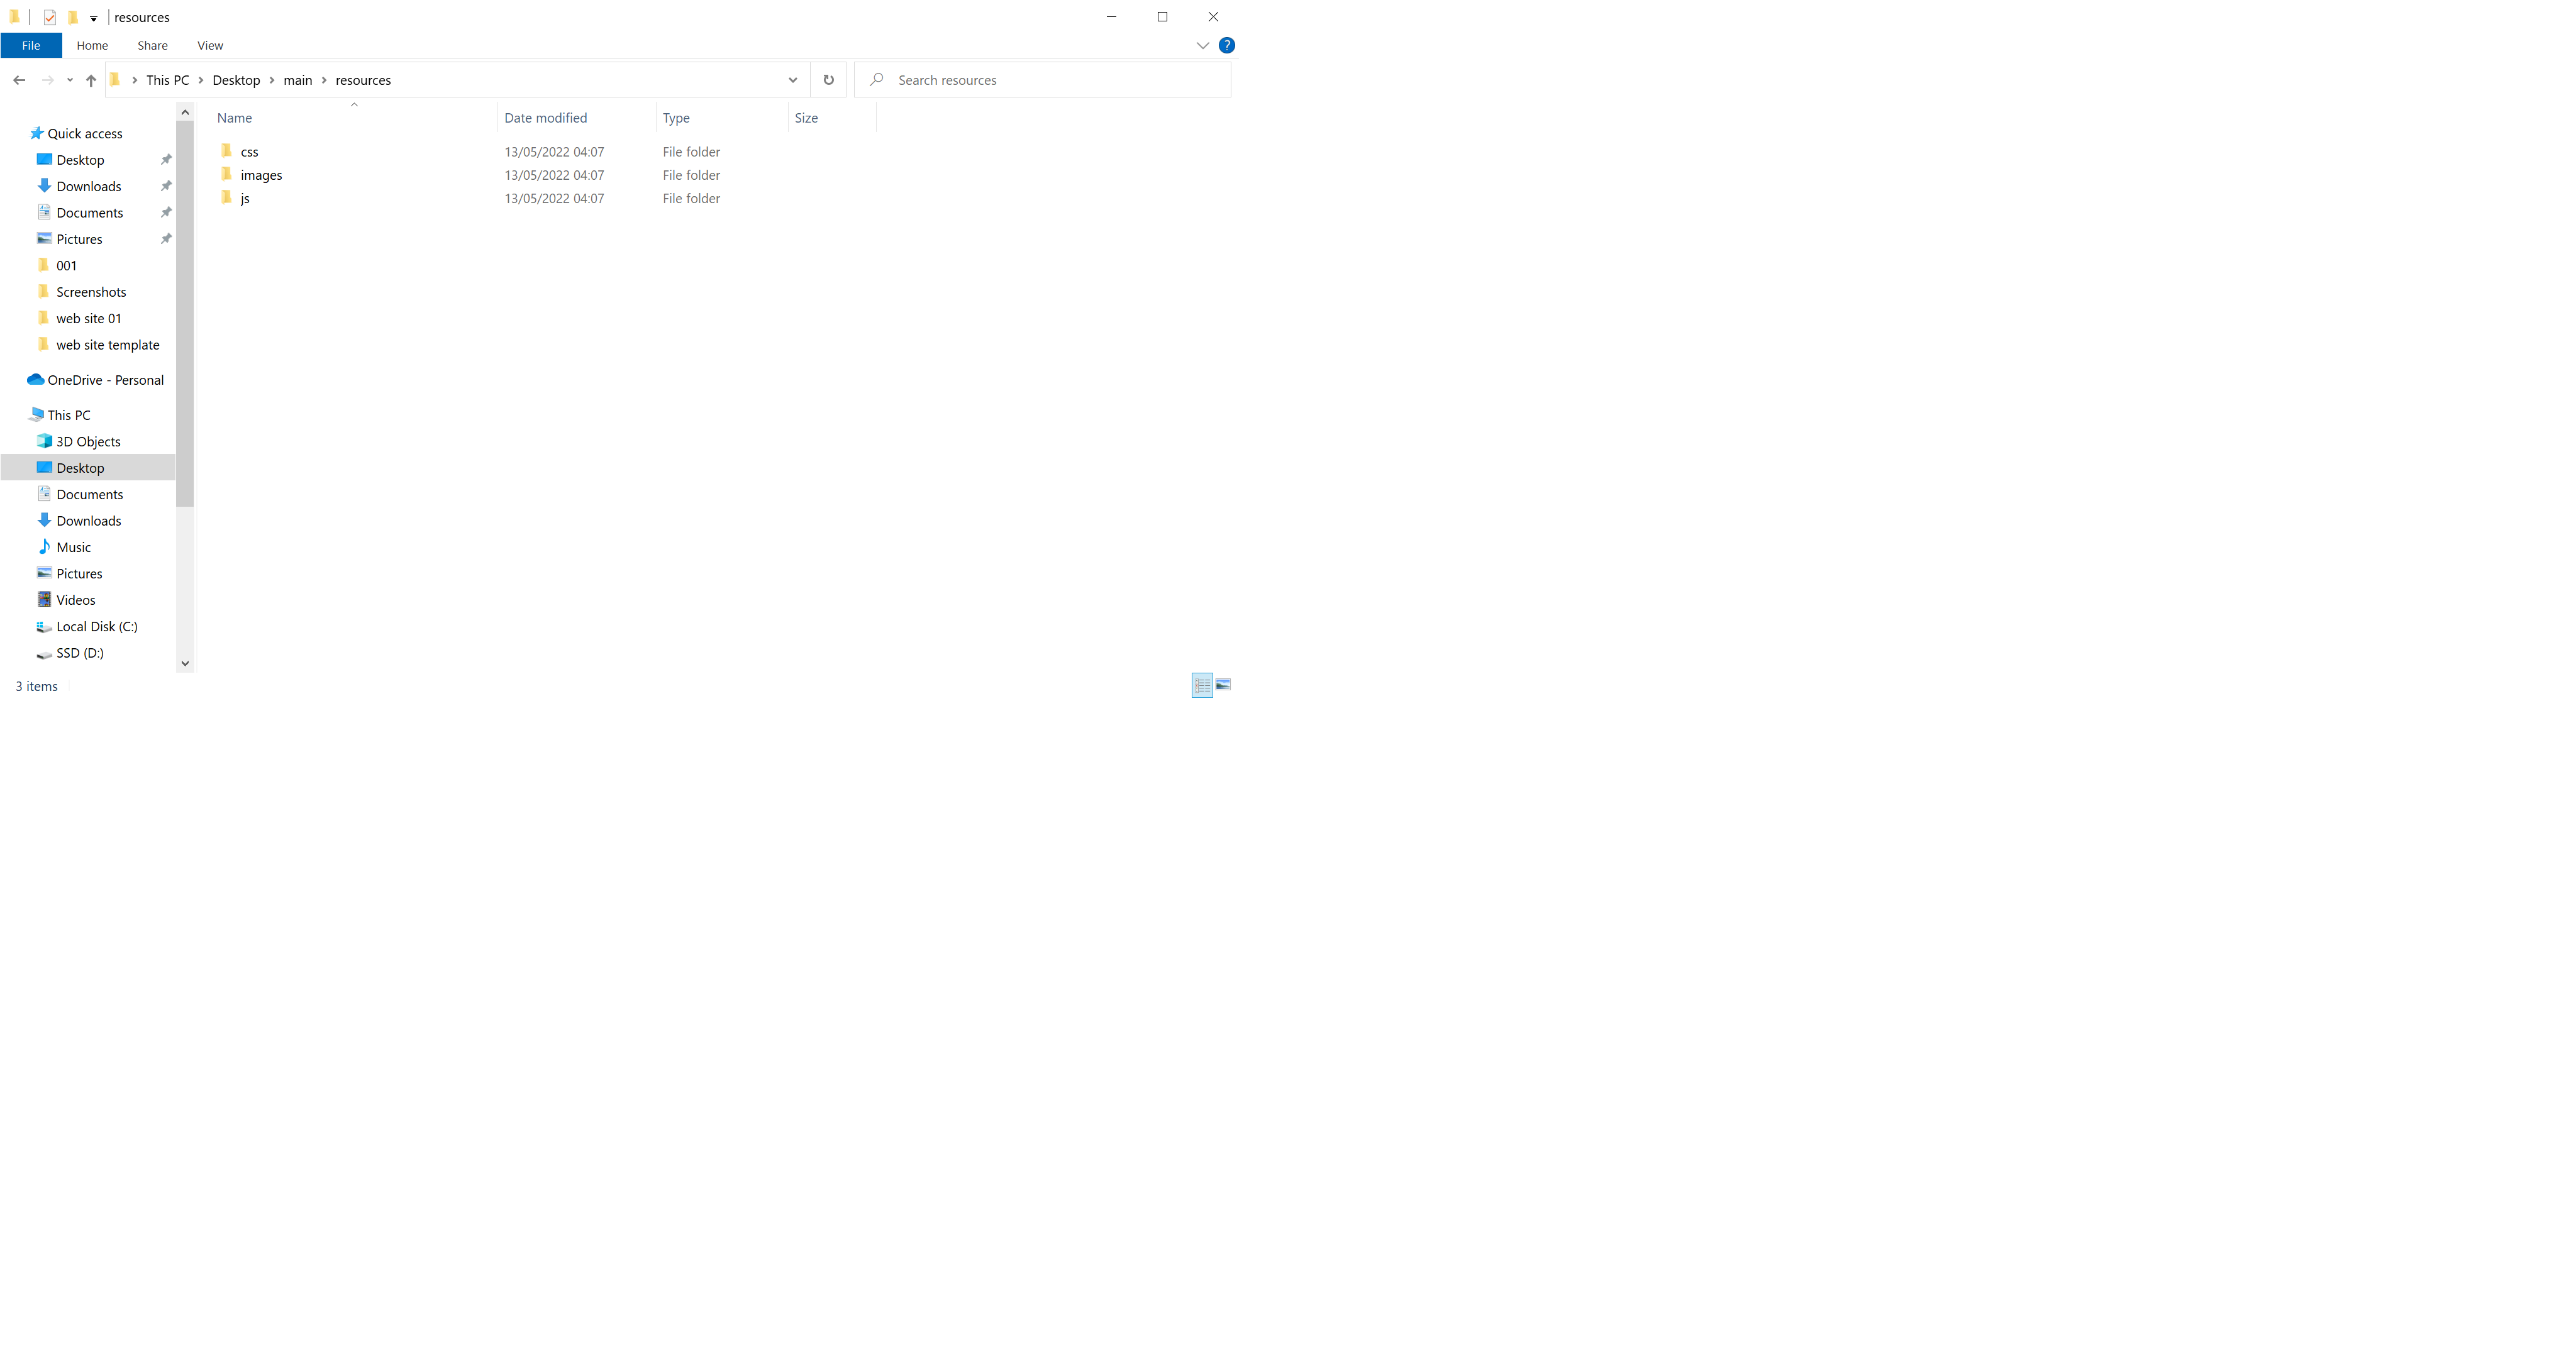 resources
File Home Share View ?
This PC Desktop main resources Search resources
Name Date modified Type Size
css 13/05/2022 04:07 File folder
images 13/05/2022 04:07 File folder
js 13/05/2022 04:07 File folder
Quick access
Desktop
Downloads
Documents
Pictures
001
Screenshots
web site 01
web site template
OneDrive - Personal
This PC
3D Objects
Desktop
Documents
Downloads
Music
Pictures
Videos
Local Disk (C:)
SSD (D:)
3 items